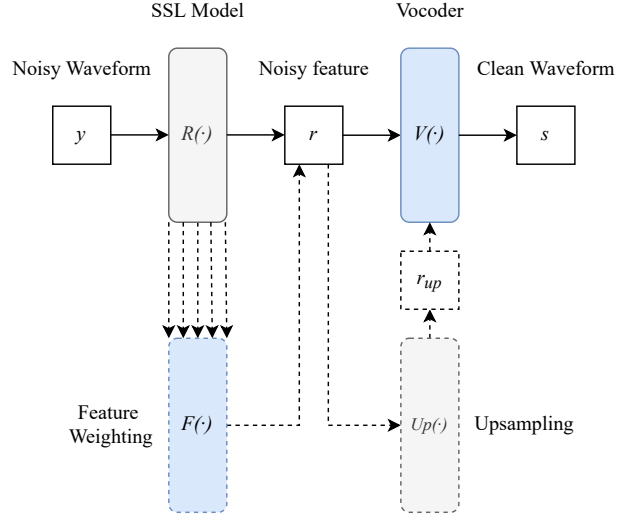 SSL Model
Vocoder
Noisy Waveform
Noisy feature
Clean Waveform
y
R(·)
r
V(·)
s
r_up
Feature
Weighting
F(·)
Up(·)
Upsampling